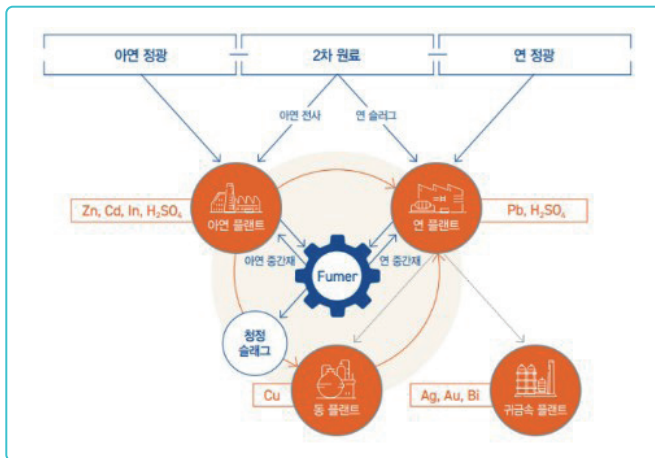 아연 정광
2차 원료
연 정광
아연 전사
연 슬러그
Zn, Cd, In, H₂SO₄
아연 플랜트
연 플랜트
Pb, H₂SO₄
아연 중간재
Fumer
연 중간재
청정
슬래그
Cu
동 플랜트
Ag, Au, Bi
귀금속 플랜트